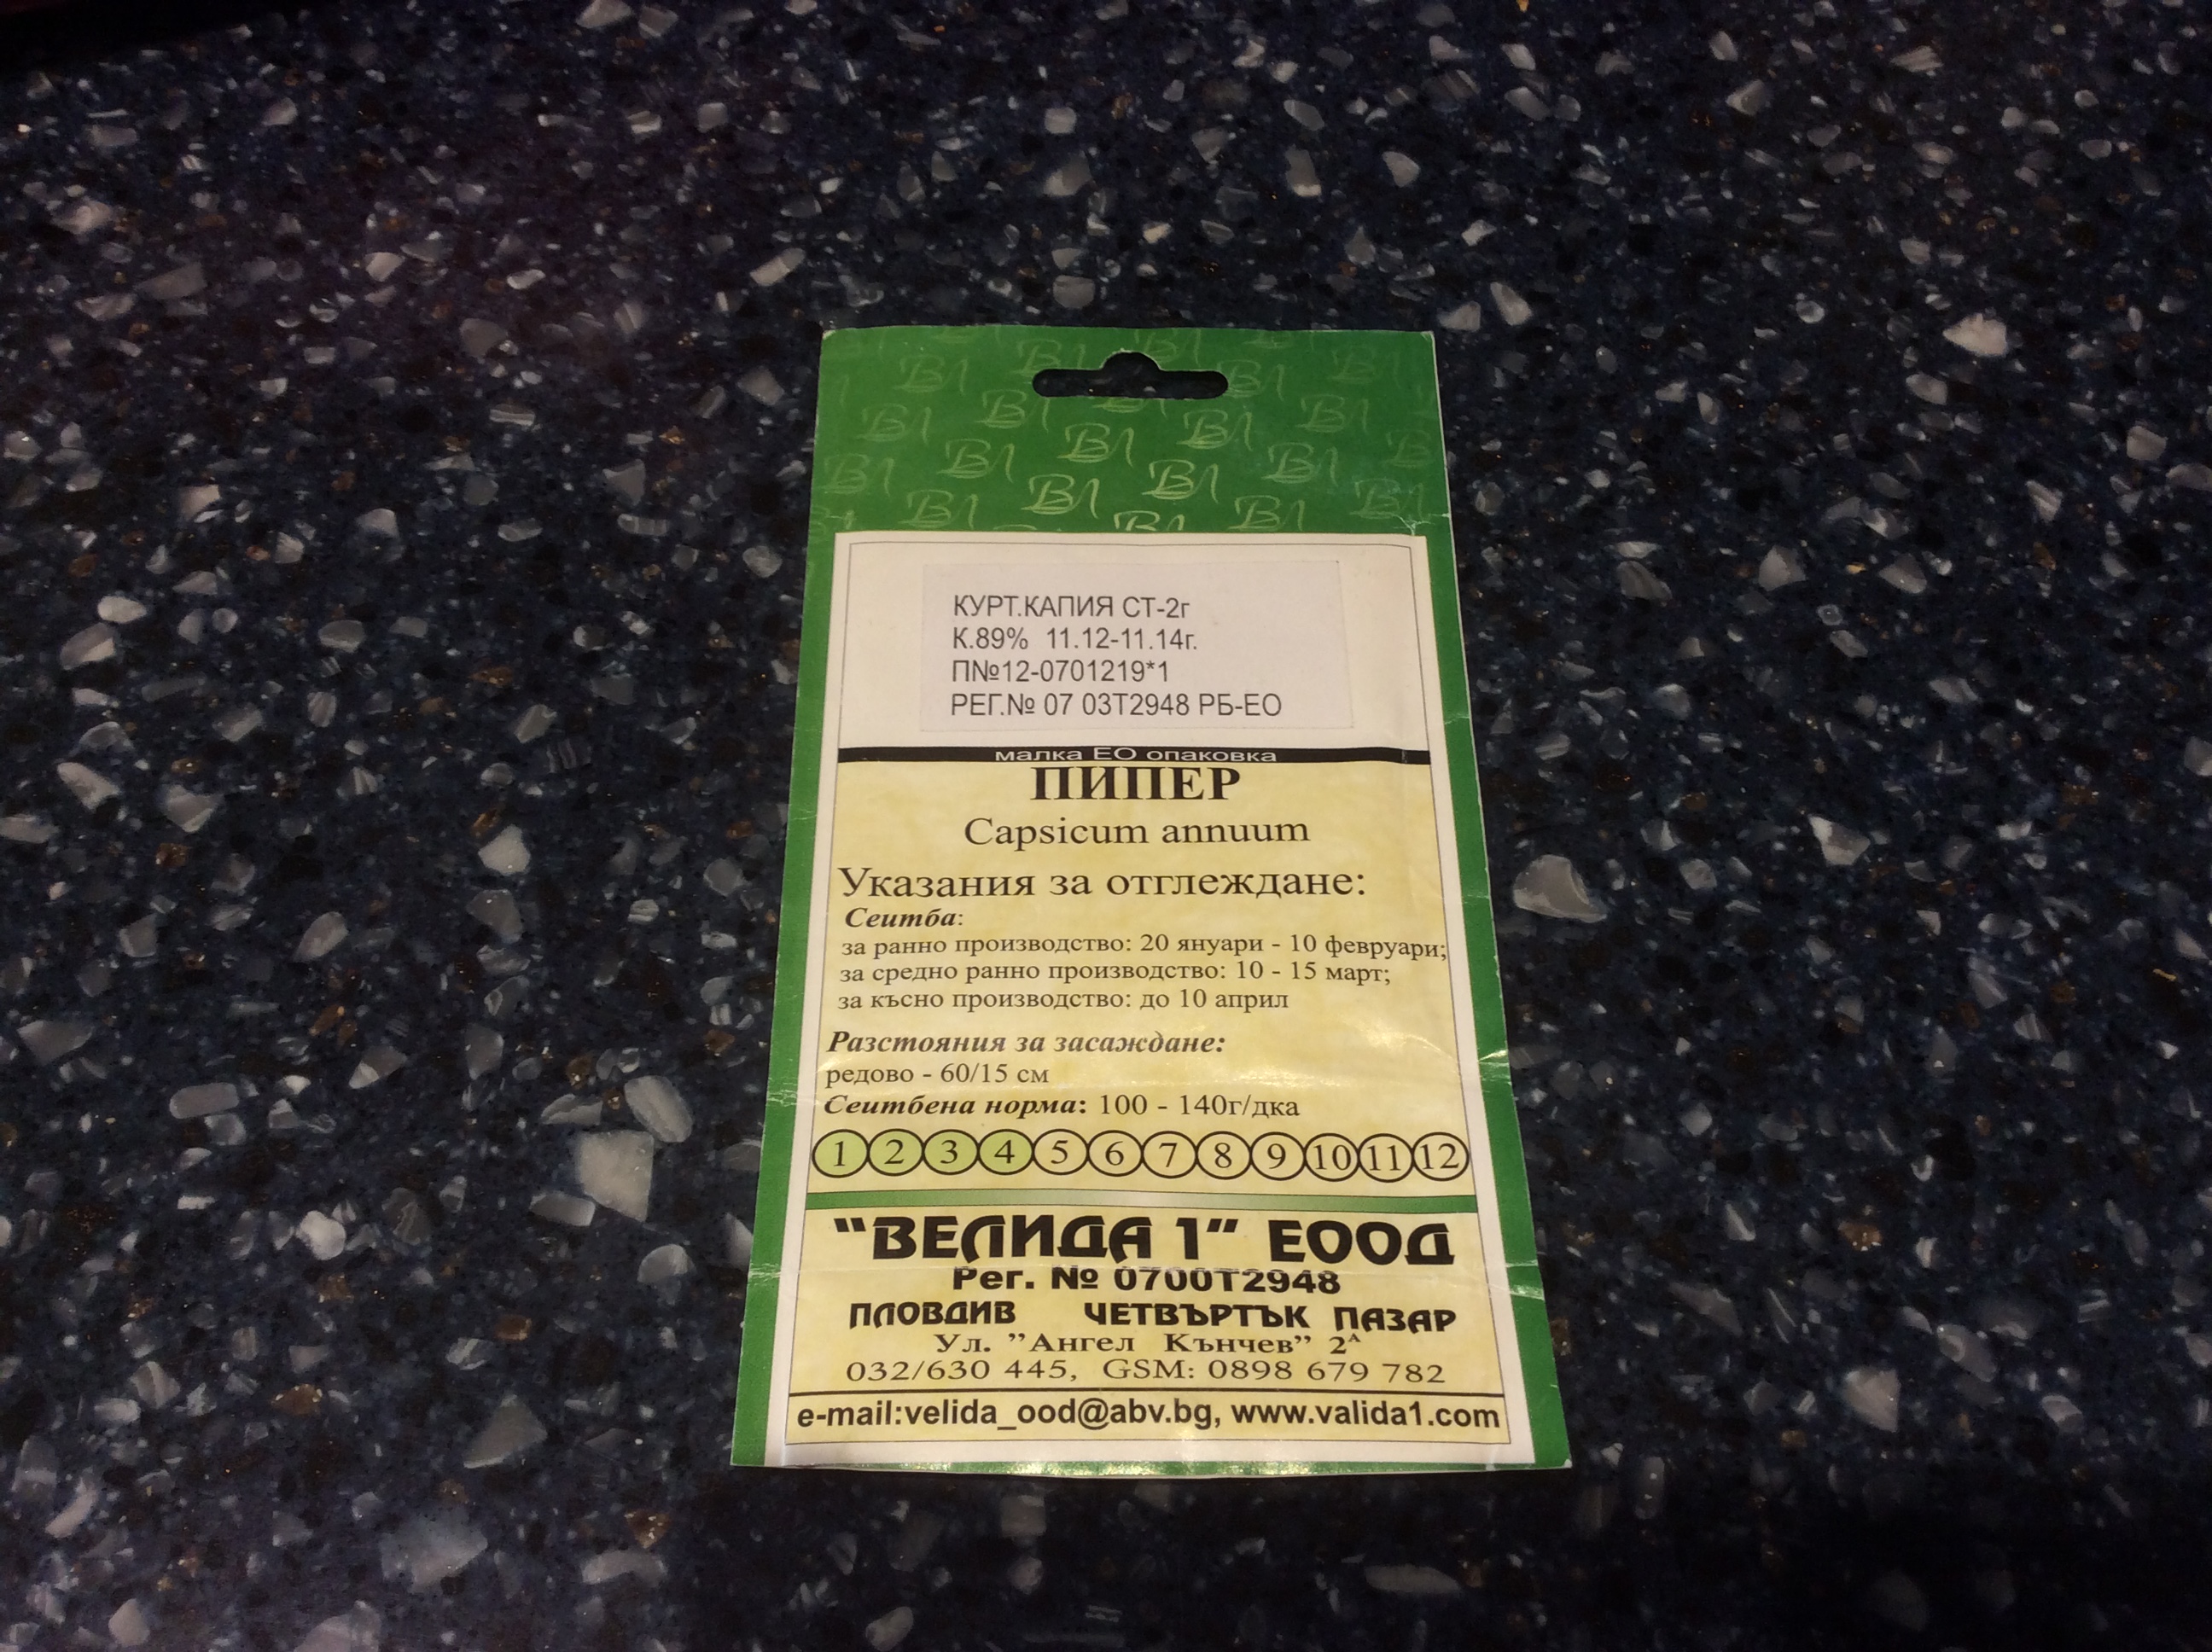 КУРТ.КАПИЯ СТ-2г
К.89% 11.12-11.14г.
П№12-0701219*1
РЕГ.№ 07 03Т2948 РБ-ЕО
малка ЕО опаковка
ПИПЕР
Capsicum annuum
Указания за отглеждане:
Сеитба:
за ранно производство: 20 януари - 10 февруари;
за средно ранно производство: 10 - 15 март;
за късно производство: до 10 април
Разстояния за засаждане:
редово - 60/15 см
Сеитбена норма: 100 - 140г/дка
1 2 3 4 5 6 7 8 9 10 11 12
"ВЕЛИДА 1" ЕООД
Рег. № 0700Т2948
ПЛОВДИВ ЧЕТВЪРТЪК ПАЗАР
Ул. "Ангел Кънчев" 2А
032/630 445, GSM: 0898 679 782
e-mail:velida_ood@abv.bg, www.valida1.com